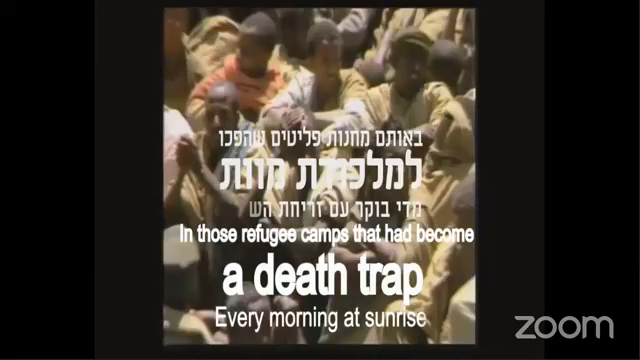 באותם מחנות פליטים שהפכו
למלכודת מוות
מדי בוקר עם זריחת הש
In those refugee camps that had become
a death trap
Every morning at sunrise
zoom